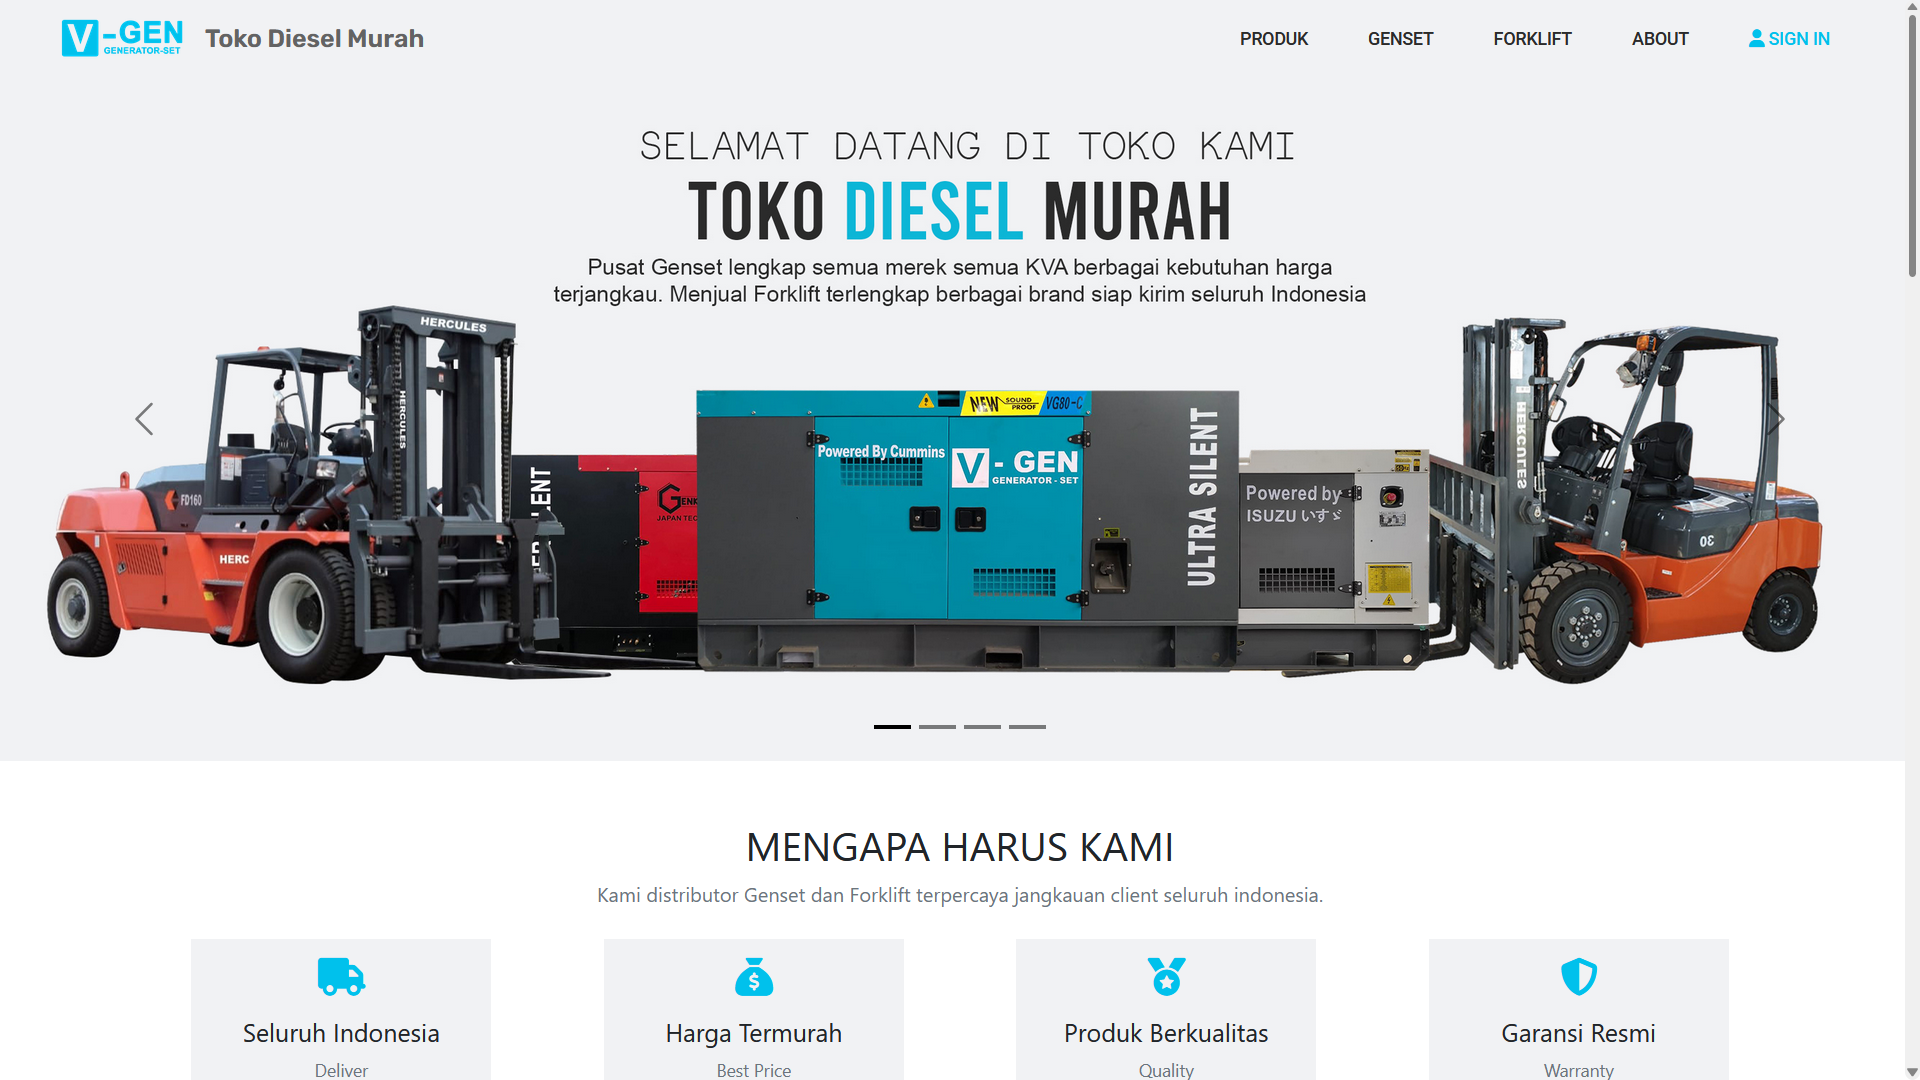 V-GEN
GENERATOR-SET
Toko Diesel Murah
PRODUK
GENSET
FORKLIFT
ABOUT
SIGN IN
SELAMAT DATANG DI TOKO KAMI
TOKO DIESEL MURAH
Pusat Genset lengkap semua merek semua KVA berbagai kebutuhan harga
terjangkau. Menjual Forklift terlengkap berbagai brand siap kirim seluruh Indonesia
HERCULES
HERCULES
FD160
HERC
JAPAN TEC
NEW SOUND PROOF VG80-C
Powered By Cummins
V - GEN
GENERATOR - SET
ULTRA SILENT
Powered by
ISUZU いすゞ
HERCULES
30
MENGAPA HARUS KAMI
Kami distributor Genset dan Forklift terpercaya jangkauan client seluruh indonesia.
Seluruh Indonesia
Deliver
Harga Termurah
Best Price
Produk Berkualitas
Quality
Garansi Resmi
Warranty